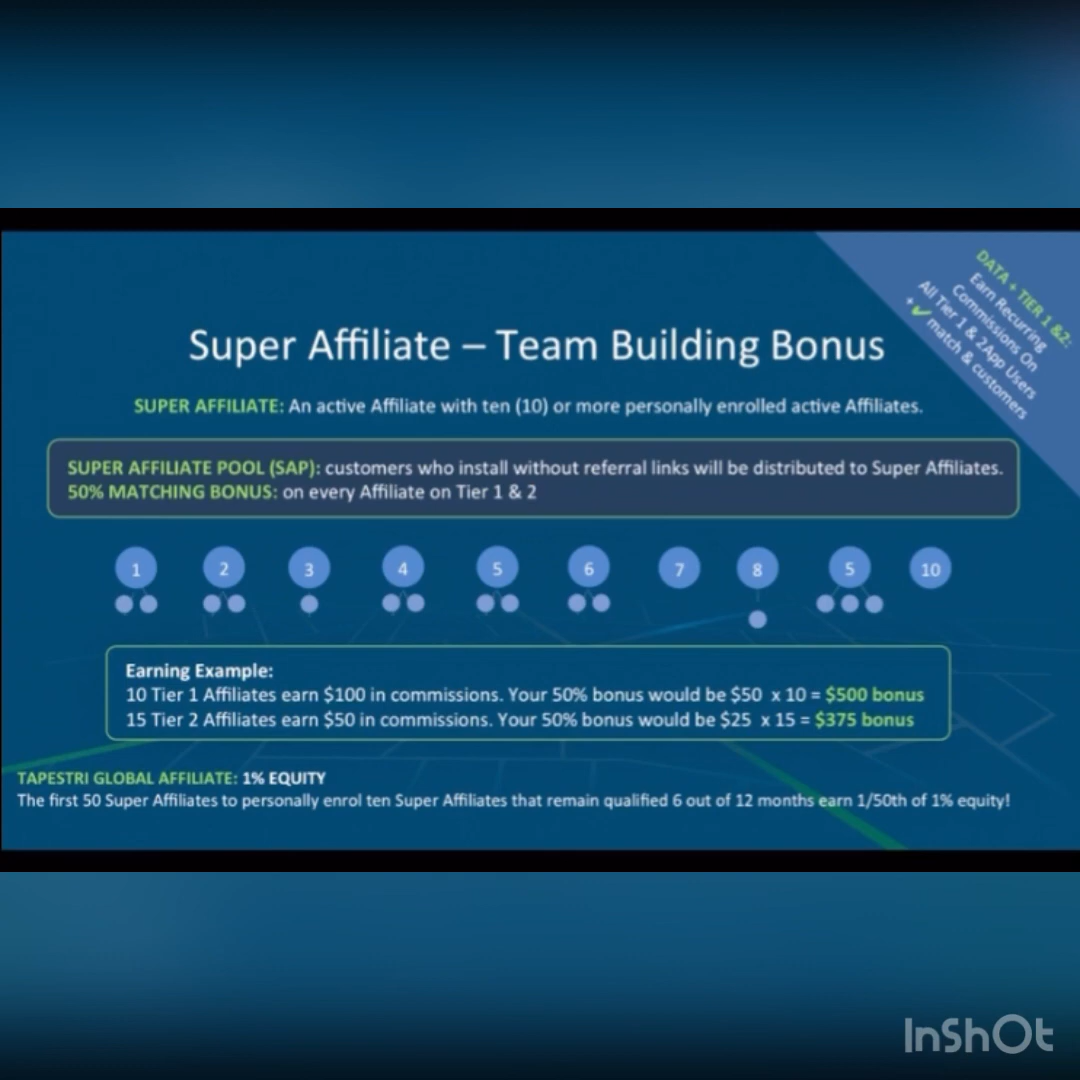 DATA + TIER 1 &2:
Earn Recurring
Commissions On
All Tier 1 & 2App Users
+✔ match & customers
Super Affiliate – Team Building Bonus
SUPER AFFILIATE: An active Affiliate with ten (10) or more personally enrolled active Affiliates.
SUPER AFFILIATE POOL (SAP): customers who install without referral links will be distributed to Super Affiliates.
50% MATCHING BONUS: on every Affiliate on Tier 1 & 2
1 2 3 4 5 6 7 8 5 10
Earning Example:
10 Tier 1 Affiliates earn $100 in commissions. Your 50% bonus would be $50 x 10 = $500 bonus
15 Tier 2 Affiliates earn $50 in commissions. Your 50% bonus would be $25 x 15 = $375 bonus
TAPESTRI GLOBAL AFFILIATE: 1% EQUITY
The first 50 Super Affiliates to personally enrol ten Super Affiliates that remain qualified 6 out of 12 months earn 1/50th of 1% equity!
InShOt